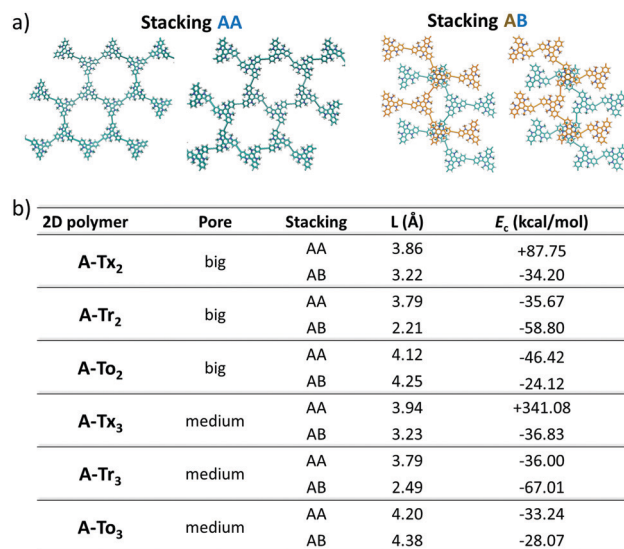 a) Stacking AA Stacking AB
b) 2D polymer Pore Stacking L (Å) Ec (kcal/mol)
A-Tx2 big AA 3.86 +87.75
AB 3.22 -34.20
A-Tr2 big AA 3.79 -35.67
AB 2.21 -58.80
A-To2 big AA 4.12 -46.42
AB 4.25 -24.12
A-Tx3 medium AA 3.94 +341.08
AB 3.23 -36.83
A-Tr3 medium AA 3.79 -36.00
AB 2.49 -67.01
A-To3 medium AA 4.20 -33.24
AB 4.38 -28.07